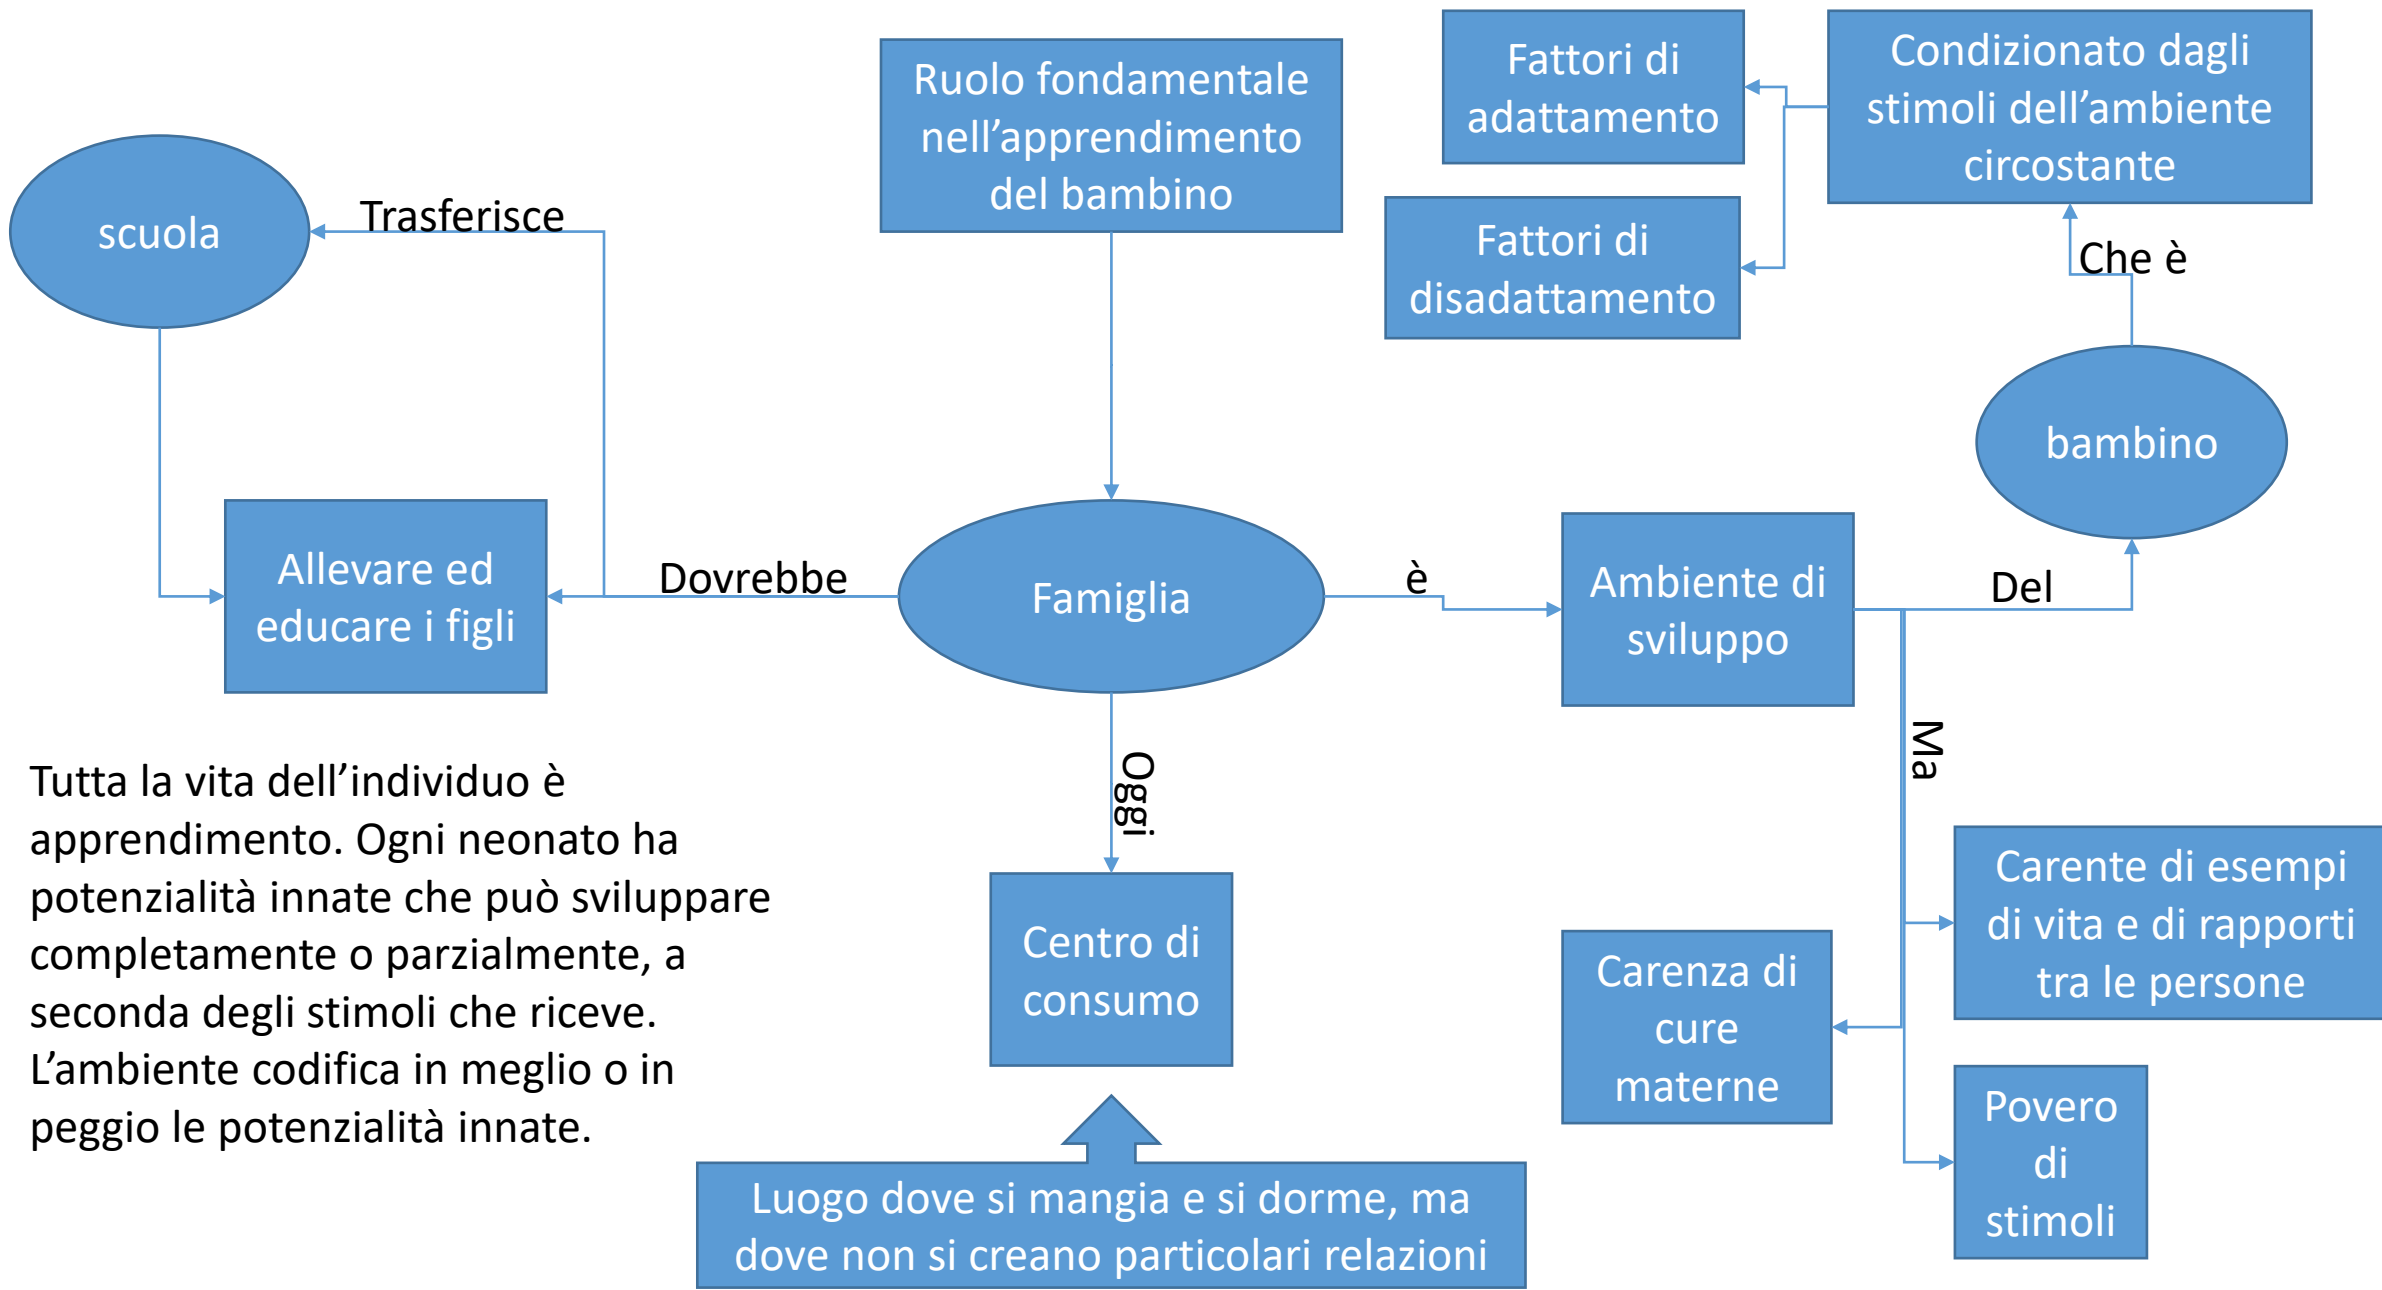 Ruolo fondamentale
nell’apprendimento
del bambino
Fattori di
adattamento
Condizionato dagli
stimoli dell’ambiente
circostante
scuola
Trasferisce
Fattori di
disadattamento
Che è
bambino
Allevare ed
educare i figli
Dovrebbe
Famiglia
è
Ambiente di
sviluppo
Del
Oggi
Ma
Tutta la vita dell’individuo è
apprendimento. Ogni neonato ha
potenzialità innate che può sviluppare
completamente o parzialmente, a
seconda degli stimoli che riceve.
L’ambiente codifica in meglio o in
peggio le potenzialità innate.
Centro di
consumo
Carenza di
cure
materne
Carente di esempi
di vita e di rapporti
tra le persone
Povero
di
stimoli
Luogo dove si mangia e si dorme, ma
dove non si creano particolari relazioni